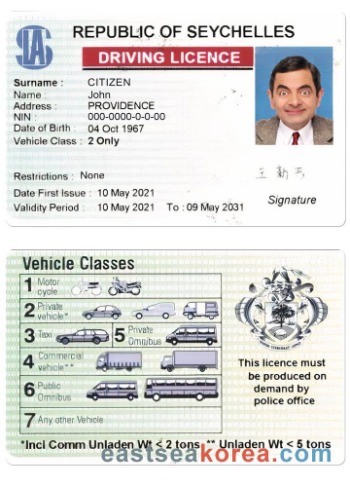 SLA
REPUBLIC OF SEYCHELLES
DRIVING LICENCE
Surname : CITIZEN
Name : John
Address : PROVIDENCE
NIN : 000-0000-0-0-00
Date of Birth : 04 Oct 1967
Vehicle Class : 2 Only
Restrictions : None
Date First Issue : 10 May 2021
Validity Period : 10 May 2021 To : 09 May 2031
Signature
Vehicle Classes
1 Motor cycle
2 Private vehicle*
3 Taxi
5 Private Omnibus
4 Commercial vehicle**
6 Public Omnibus
7 Any other Vehicle
This licence must
be produced on
demand by
police office
*Incl Comm Unladen Wt < 2 tons ** Unladen Wt < 5 tons
eastseakorea.com